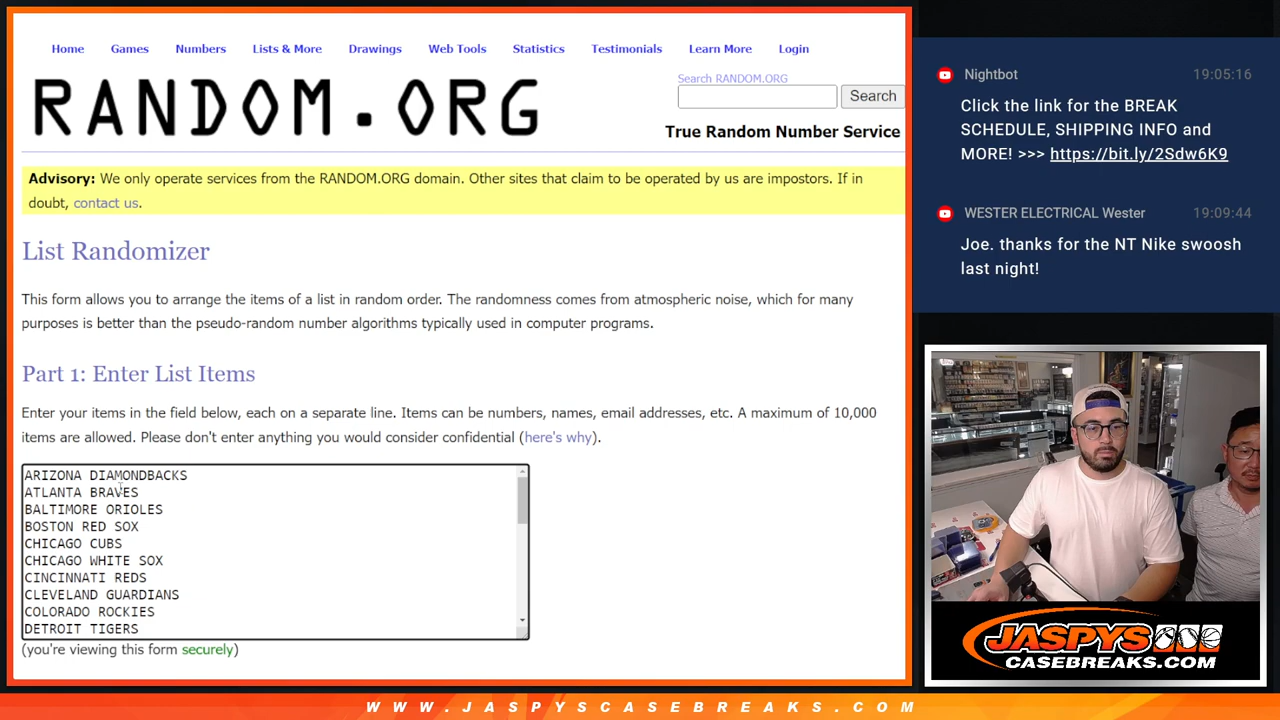 Home Games Numbers Lists & More Drawings Web Tools Statistics Testimonials Learn More Login
RANDOM.ORG
Search RANDOM.ORG
Search
True Random Number Service
Advisory: We only operate services from the RANDOM.ORG domain. Other sites that claim to be operated by us are impostors. If in
doubt, contact us.
List Randomizer
This form allows you to arrange the items of a list in random order. The randomness comes from atmospheric noise, which for many
purposes is better than the pseudo-random number algorithms typically used in computer programs.
Part 1: Enter List Items
Enter your items in the field below, each on a separate line. Items can be numbers, names, email addresses, etc. A maximum of 10,000
items are allowed. Please don't enter anything you would consider confidential (here's why).
ARIZONA DIAMONDBACKS
ATLANTA BRAVES
BALTIMORE ORIOLES
BOSTON RED SOX
CHICAGO CUBS
CHICAGO WHITE SOX
CINCINNATI REDS
CLEVELAND GUARDIANS
COLORADO ROCKIES
DETROIT TIGERS
(you're viewing this form securely)
Nightbot 19:05:16
Click the link for the BREAK
SCHEDULE, SHIPPING INFO and
MORE! >>> https://bit.ly/2Sdw6K9
WESTER ELECTRICAL Wester 19:09:44
Joe. thanks for the NT Nike swoosh
last night!
JASPYS
CASEBREAKS.COM
WWW.JASPYSCASEBREAKS.COM